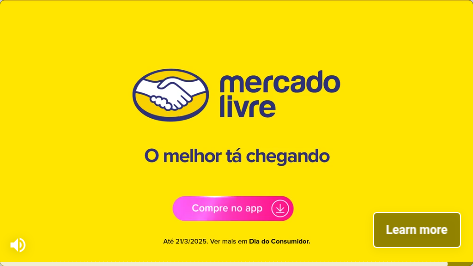 mercado
livre
O melhor tá chegando
Compre no app
Até 21/3/2025. Ver mais em Dia do Consumidor.
Learn more